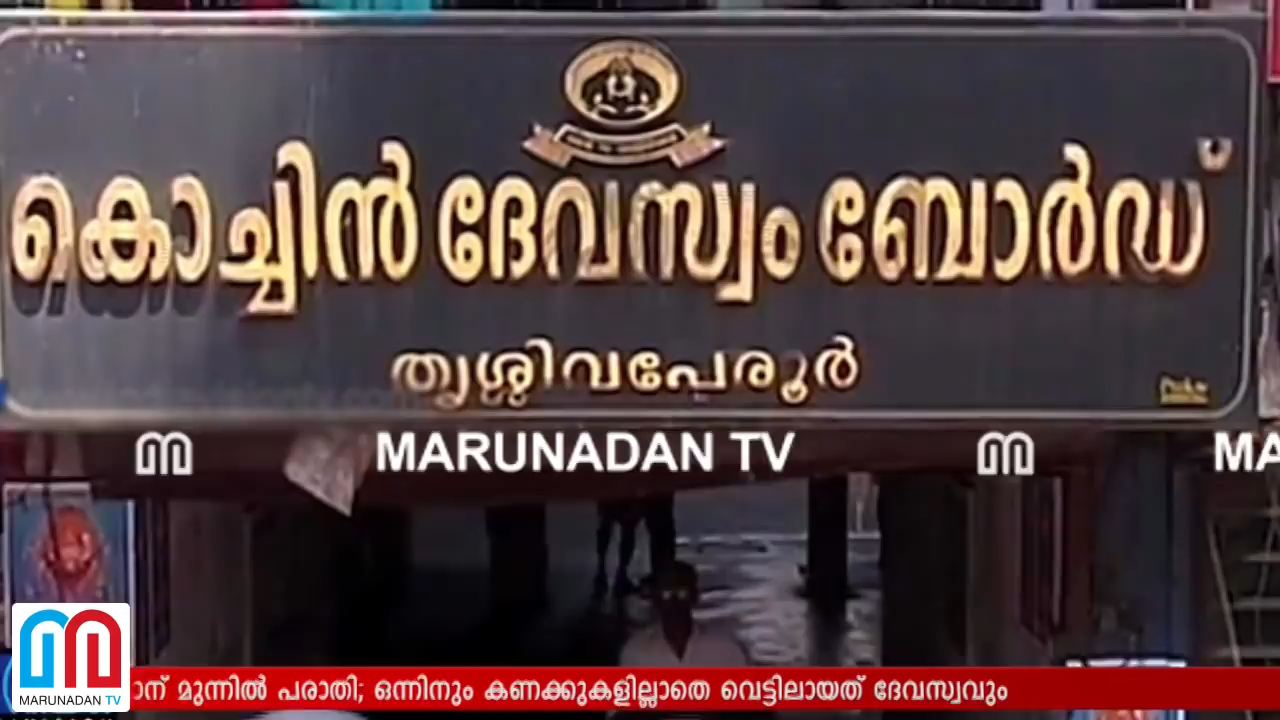 കൊച്ചിൻ ദേവസ്വം ബോർഡ്
തൃശ്ശിവപേരൂർ
MARUNADAN TV
MA
MARUNADAN TV
ന് മുന്നിൽ പരാതി; ഒന്നിനും കണക്കുകളില്ലാതെ വെട്ടിലായത് ദേവസ്വവും